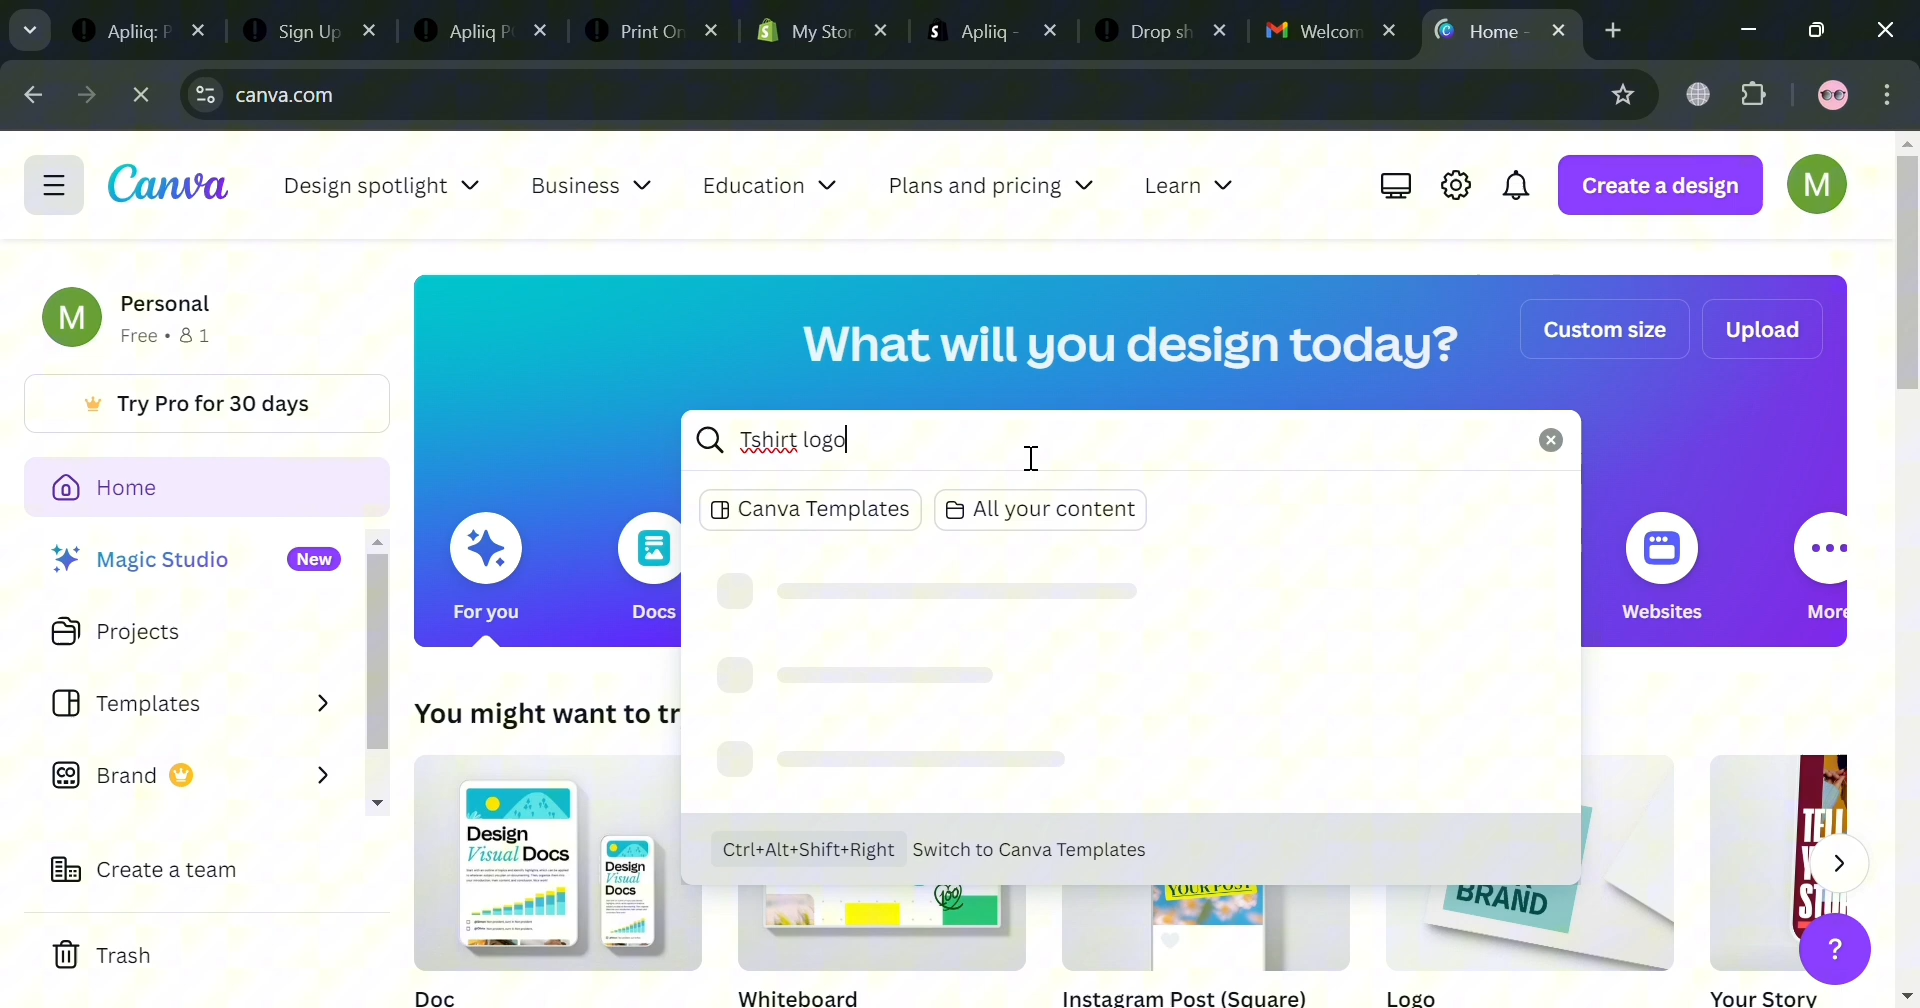 Apliiq: P
Sign Up
Apliiq P
Print On
My Stor
Apliiq -
Drop sh
Welcom
Home -
canva.com
Canva
Design spotlight
Business
Education
Plans and pricing
Learn
Create a design
M
M
Personal
Free • 1
Try Pro for 30 days
Home
Magic Studio
New
Projects
Templates
Brand
Create a team
Trash
What will you design today?
Custom size
Upload
Tshirt logo
Canva Templates
All your content
For you
Docs
Websites
More
Ctrl+Alt+Shift+Right Switch to Canva Templates
You might want to tr
Design
Visual Docs
Design
Visual
Docs
100
YOUR POST
BRAND
?
Doc
Whiteboard
Instagram Post (Square)
Logo
Your Story